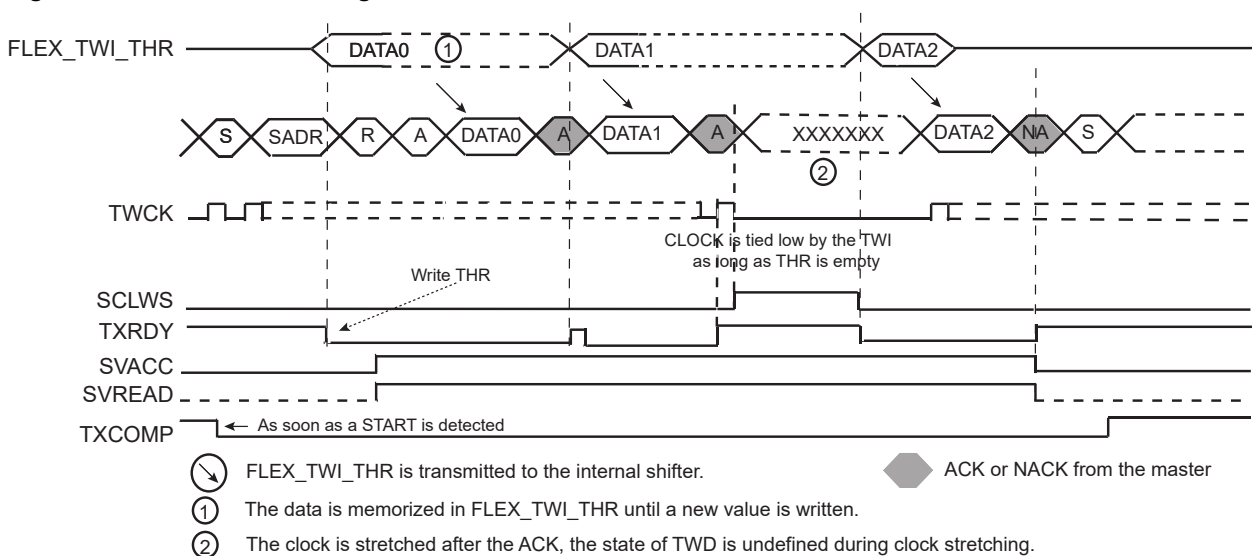 FLEX_TWI_THR DATA0 1 DATA1 DATA2
S SADR R A DATA0 A DATA1 A XXXXXXX DATA2 NA S
2
TWCK
CLOCK is tied low by the TWI
as long as THR is empty
Write THR
SCLWS
TXRDY
SVACC
SVREAD
TXCOMP As soon as a START is detected
FLEX_TWI_THR is transmitted to the internal shifter. ACK or NACK from the master
1 The data is memorized in FLEX_TWI_THR until a new value is written.
2 The clock is stretched after the ACK, the state of TWD is undefined during clock stretching.